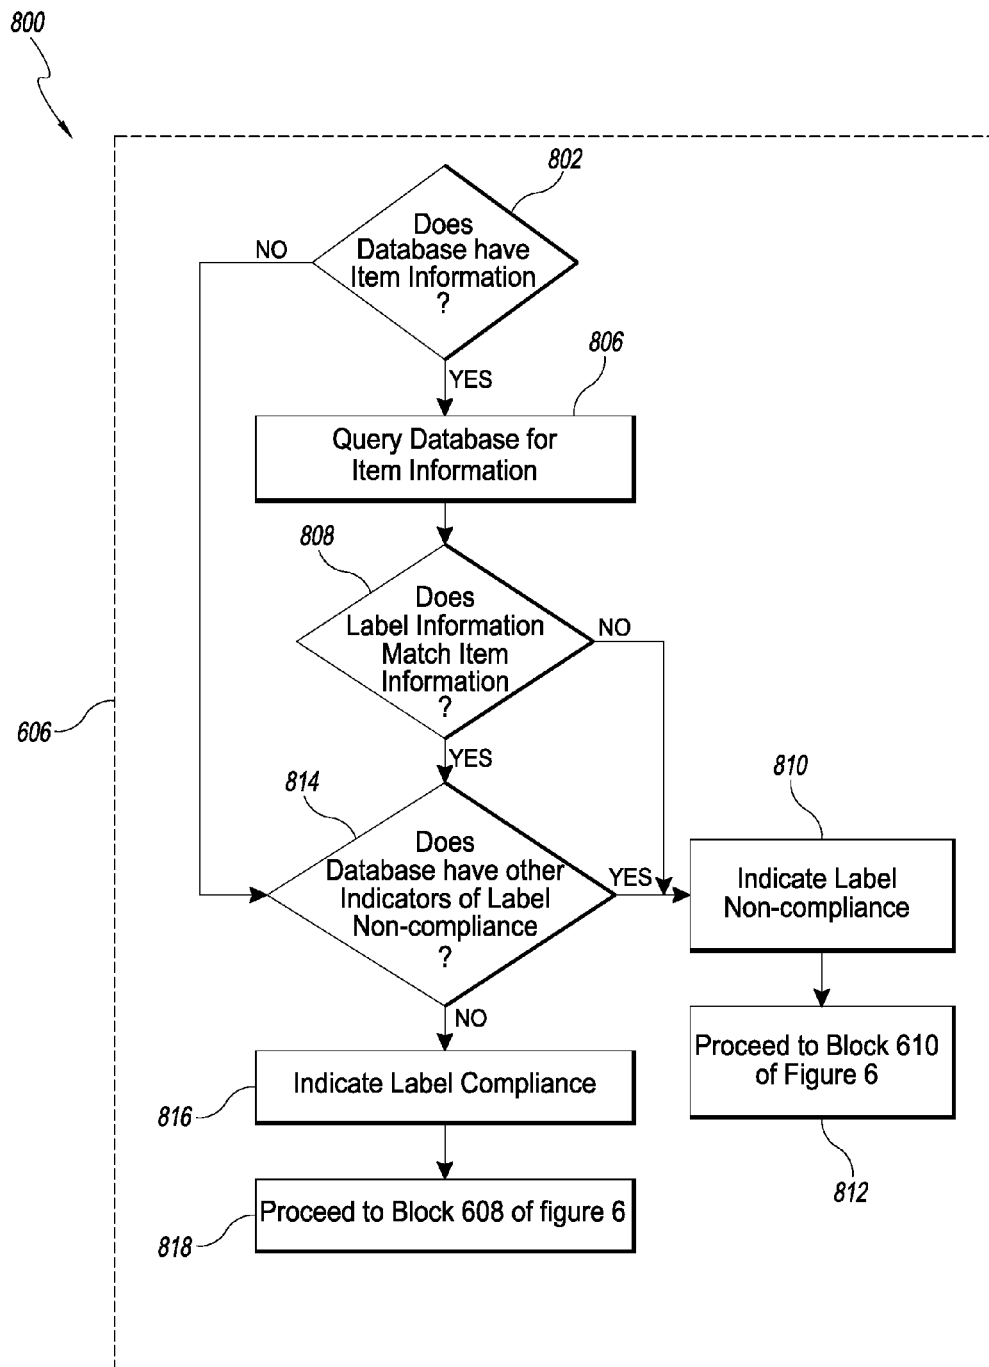 800
802
Does
Database have
Item Information
?
NO
YES
806
Query Database for
Item Information
808
Does
Label Information
Match Item
Information
?
NO
YES
606
814
Does
Database have other
Indicators of Label
Non-compliance
?
YES
NO
810
Indicate Label
Non-compliance
Proceed to Block 610
of Figure 6
812
Indicate Label Compliance
816
Proceed to Block 608 of figure 6
818